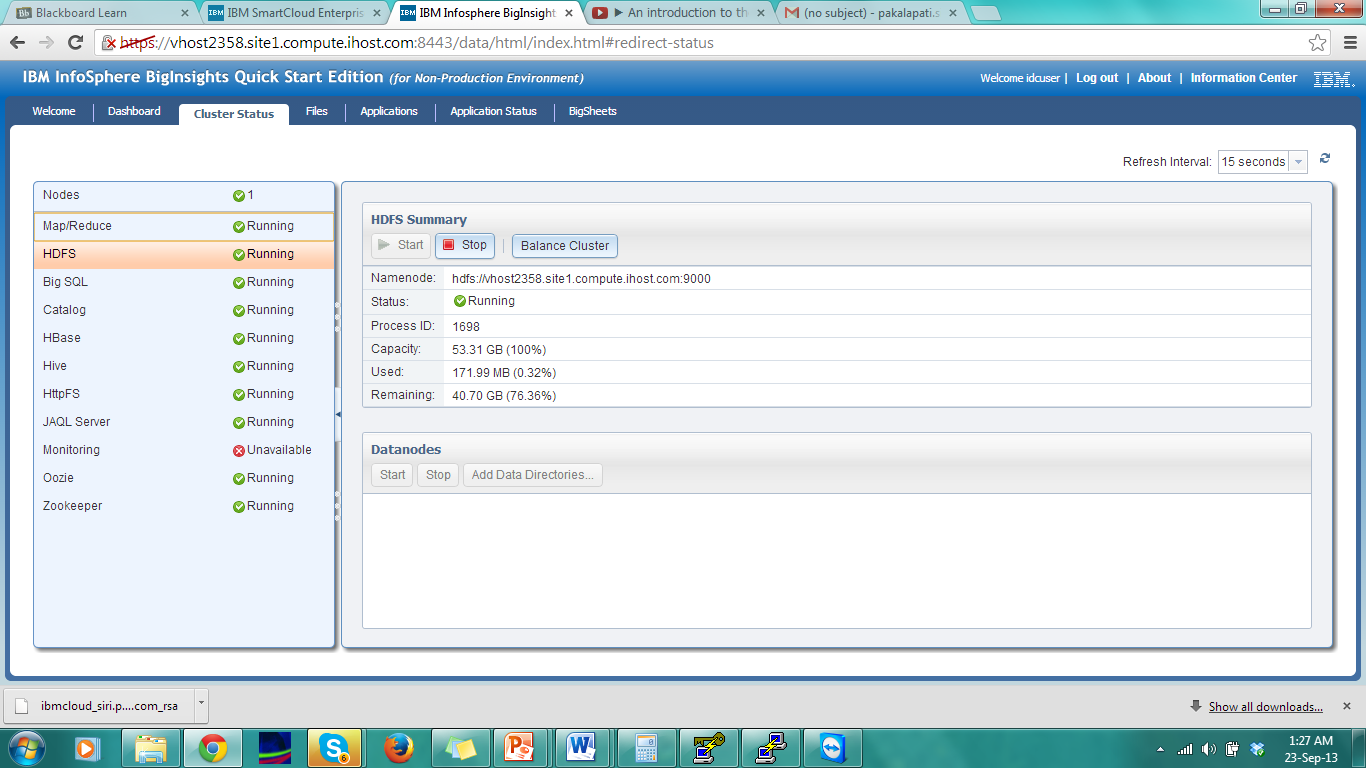 Blackboard Learn
IBM SmartCloud Enterpris
IBM Infosphere BigInsight
An introduction to th
(no subject) - pakalapati.s
https://vhost2358.site1.compute.ihost.com:8443/data/html/index.html#redirect-status
IBM InfoSphere BigInsights Quick Start Edition (for Non-Production Environment)
Welcome idcuser | Log out | About | Information Center IBM.
Welcome Dashboard Cluster Status Files Applications Application Status BigSheets
Refresh Interval: 15 seconds
Nodes 1
Map/Reduce Running
HDFS Running
Big SQL Running
Catalog Running
HBase Running
Hive Running
HttpFS Running
JAQL Server Running
Monitoring Unavailable
Oozie Running
Zookeeper Running
HDFS Summary
Start Stop Balance Cluster
Namenode: hdfs://vhost2358.site1.compute.ihost.com:9000
Status: Running
Process ID: 1698
Capacity: 53.31 GB (100%)
Used: 171.99 MB (0.32%)
Remaining: 40.70 GB (76.36%)
Datanodes
Start Stop Add Data Directories...
ibmcloud_siri.p....com_rsa
Show all downloads...
1:27 AM
23-Sep-13